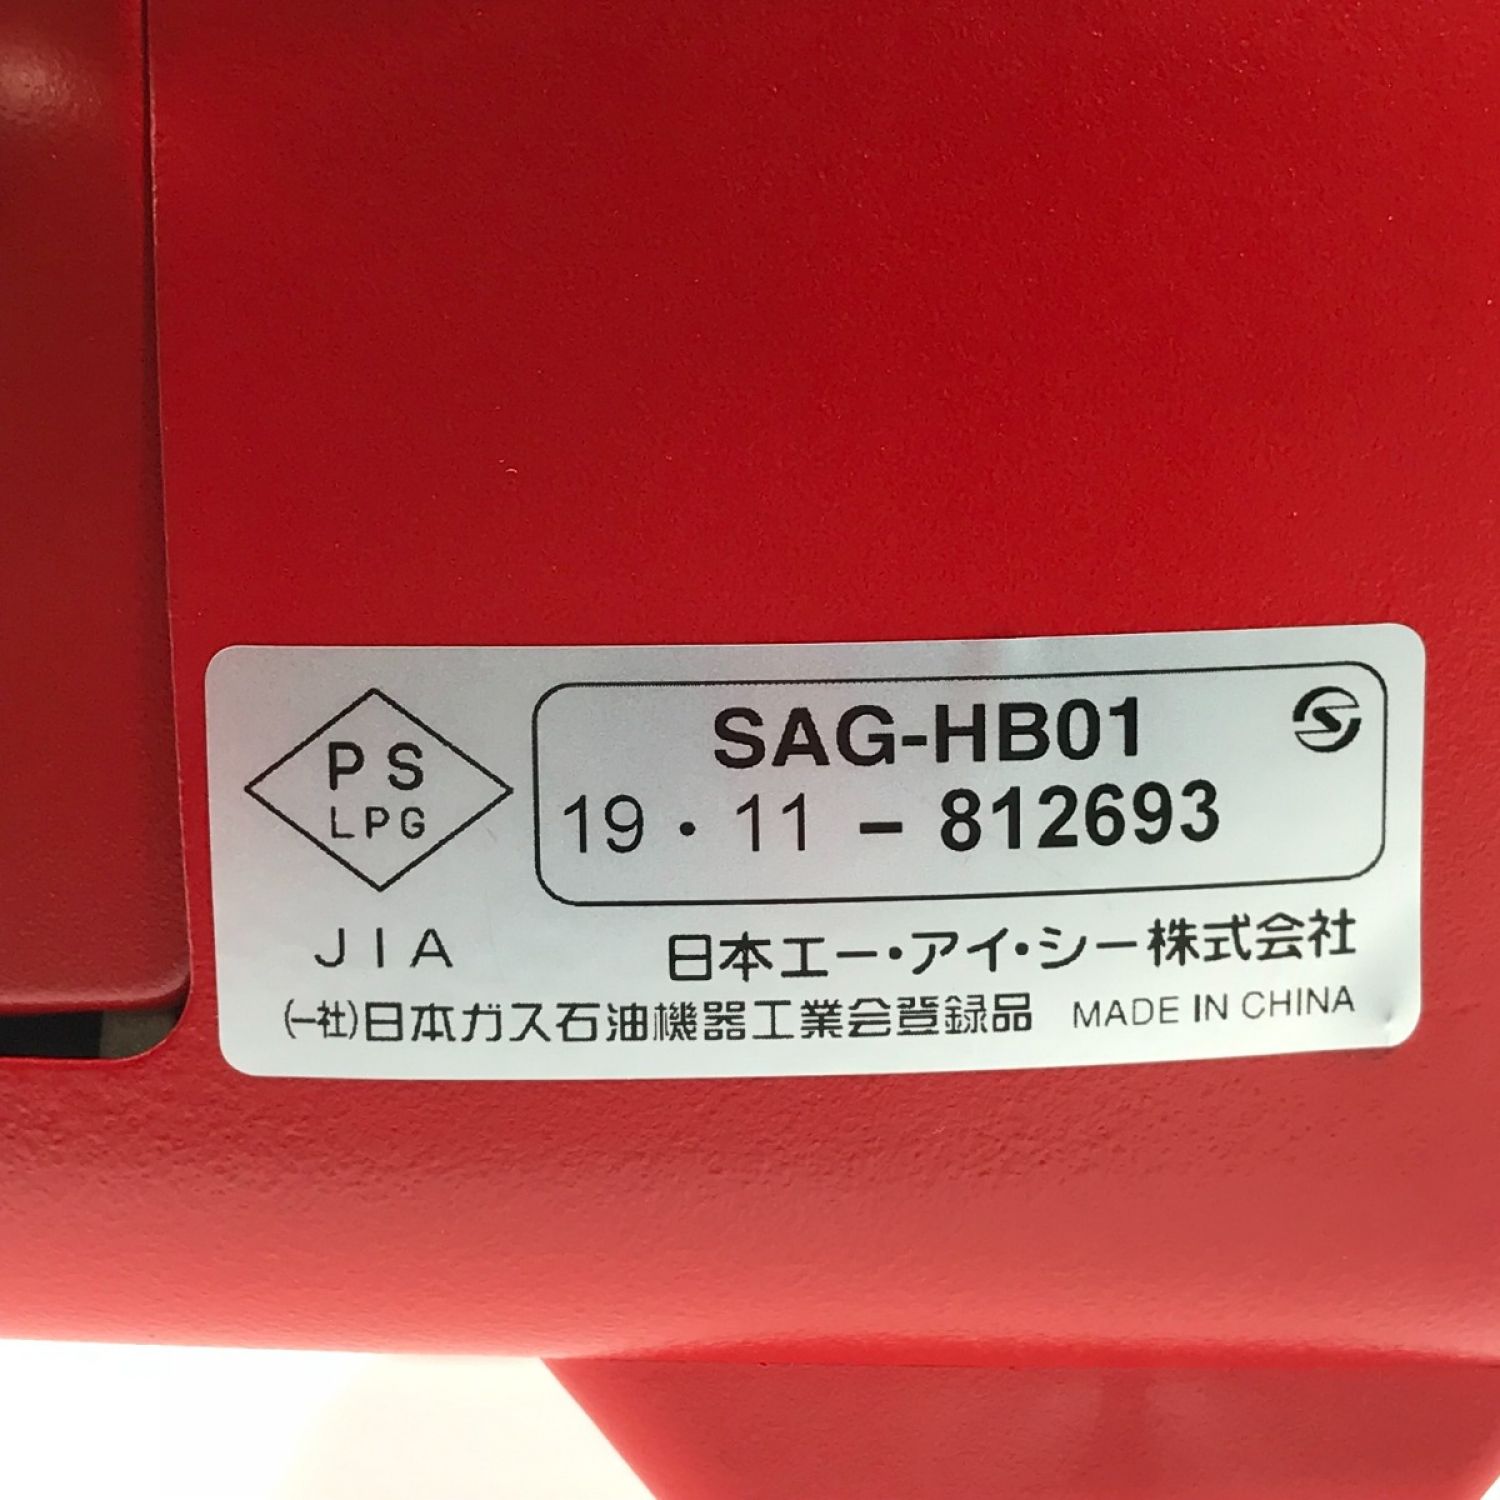 PS
LPG
JIA
SAG-HB01
19・11 - 812693
日本エー・アイ・シー株式会社
(一社)日本ガス石油機器工業会登録品 MADE IN CHINA